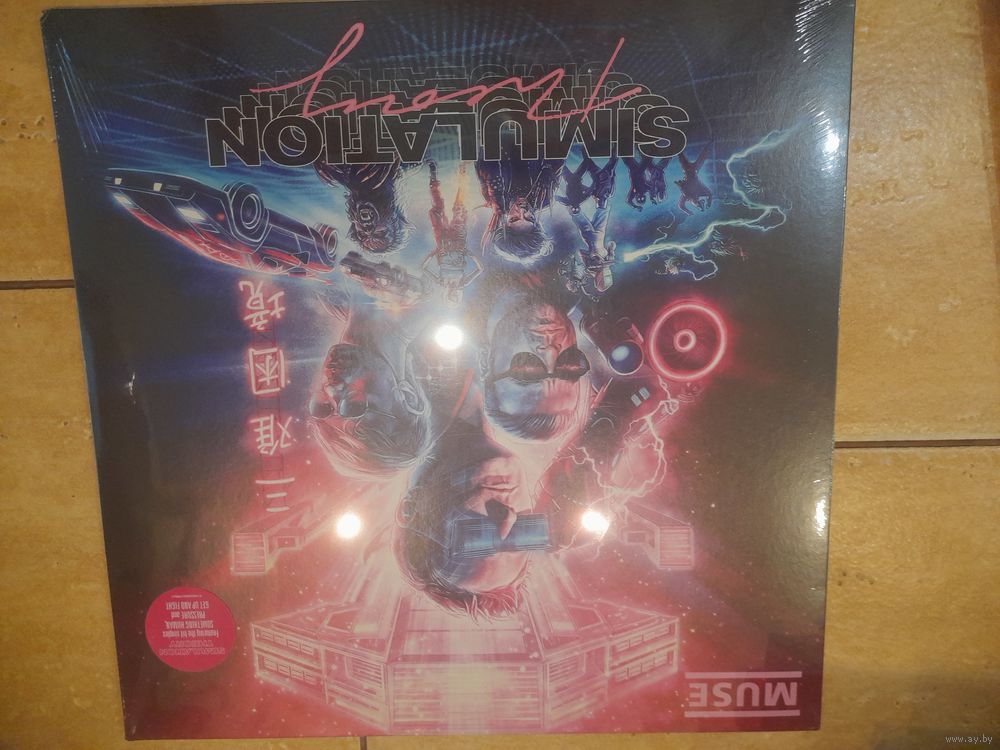 MUSE
SIMULATION
THEORY
Featuring the hit singles
SOMETHING HUMAN,
PRESSURE and
GET UP AND FIGHT
三难困境
SIMULATION
Theory
www.ay.by